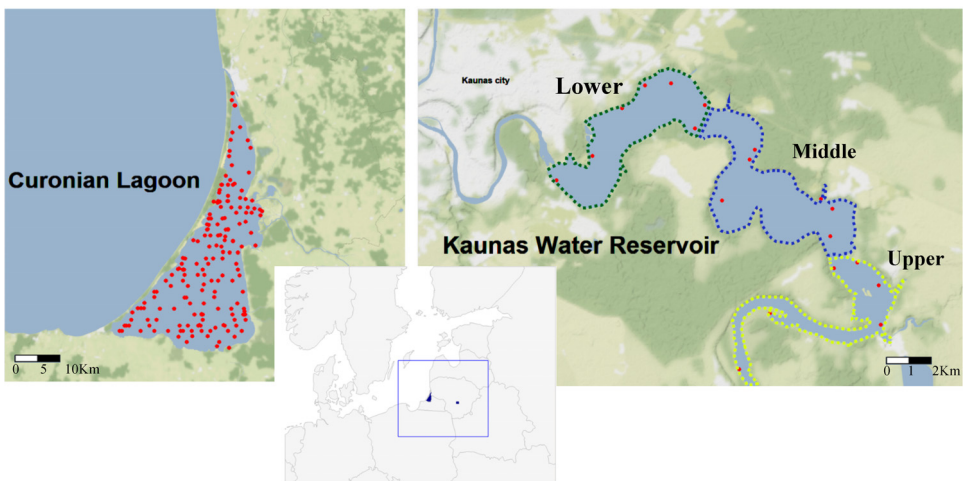 Curonian Lagoon
0 5 10Km
Kaunas city
Lower
Middle
Kaunas Water Reservoir
Upper
0 1 2Km